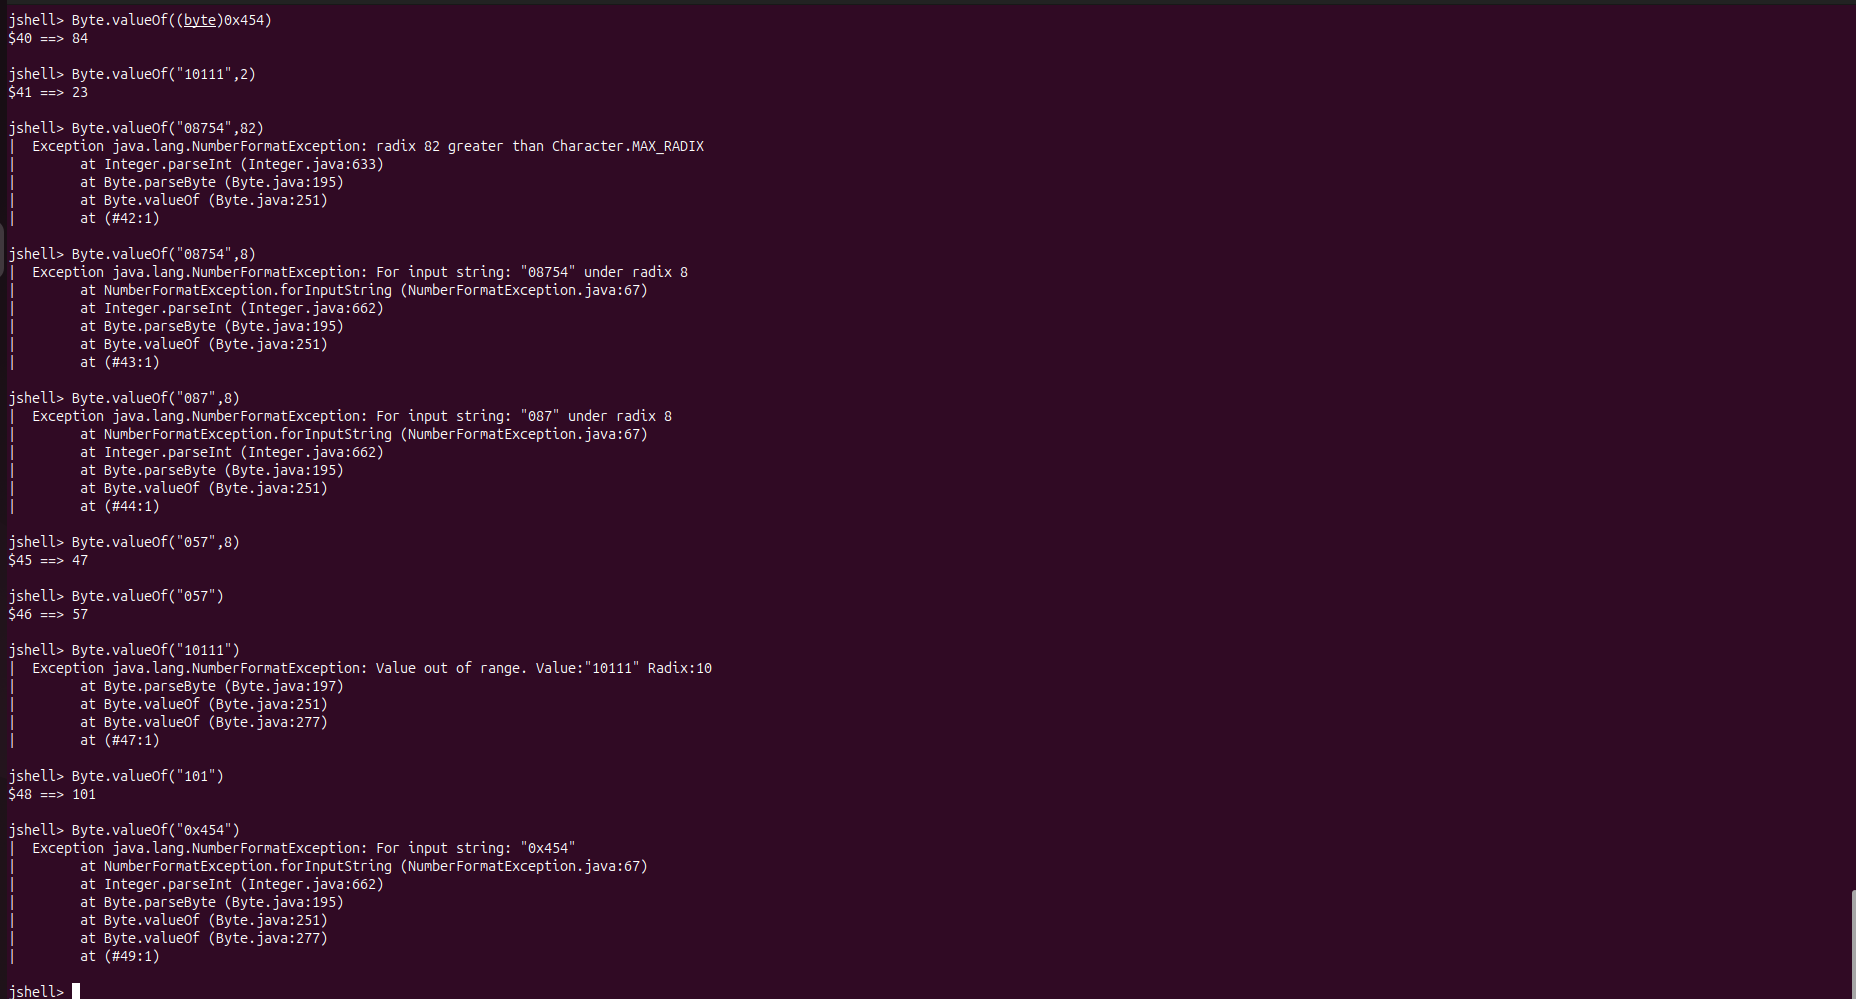 jshell> Byte.valueOf((byte)0x454)
$40 ==> 84
jshell> Byte.valueOf("10111",2)
$41 ==> 23
jshell> Byte.valueOf("08754",82)
|  Exception java.lang.NumberFormatException: radix 82 greater than Character.MAX_RADIX
|        at Integer.parseInt (Integer.java:633)
|        at Byte.parseByte (Byte.java:195)
|        at Byte.valueOf (Byte.java:251)
|        at (#42:1)
jshell> Byte.valueOf("08754",8)
|  Exception java.lang.NumberFormatException: For input string: "08754" under radix 8
|        at NumberFormatException.forInputString (NumberFormatException.java:67)
|        at Integer.parseInt (Integer.java:662)
|        at Byte.parseByte (Byte.java:195)
|        at Byte.valueOf (Byte.java:251)
|        at (#43:1)
jshell> Byte.valueOf("087",8)
|  Exception java.lang.NumberFormatException: For input string: "087" under radix 8
|        at NumberFormatException.forInputString (NumberFormatException.java:67)
|        at Integer.parseInt (Integer.java:662)
|        at Byte.parseByte (Byte.java:195)
|        at Byte.valueOf (Byte.java:251)
|        at (#44:1)
jshell> Byte.valueOf("057",8)
$45 ==> 47
jshell> Byte.valueOf("057")
$46 ==> 57
jshell> Byte.valueOf("10111")
|  Exception java.lang.NumberFormatException: Value out of range. Value:"10111" Radix:10
|        at Byte.parseByte (Byte.java:197)
|        at Byte.valueOf (Byte.java:251)
|        at Byte.valueOf (Byte.java:277)
|        at (#47:1)
jshell> Byte.valueOf("101")
$48 ==> 101
jshell> Byte.valueOf("0x454")
|  Exception java.lang.NumberFormatException: For input string: "0x454"
|        at NumberFormatException.forInputString (NumberFormatException.java:67)
|        at Integer.parseInt (Integer.java:662)
|        at Byte.parseByte (Byte.java:195)
|        at Byte.valueOf (Byte.java:251)
|        at Byte.valueOf (Byte.java:277)
|        at (#49:1)
jshell>